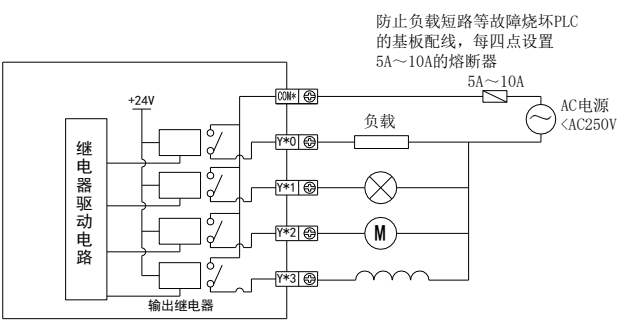 防止负载短路等故障烧坏PLC
的基板配线，每四点设置
5A～10A的熔断器
5A～10A
COM*
+24V
AC电源
<AC250V
负载
Y*0
继电器驱动电路
Y*1
Y*2
M
Y*3
输出继电器